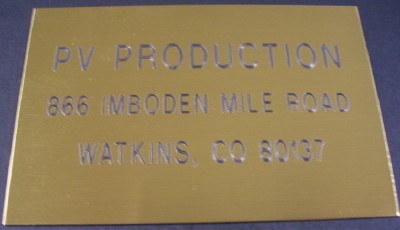 PV PRODUCTION
866 IMBODEN MILE ROAD
WATKINS, CO 80137